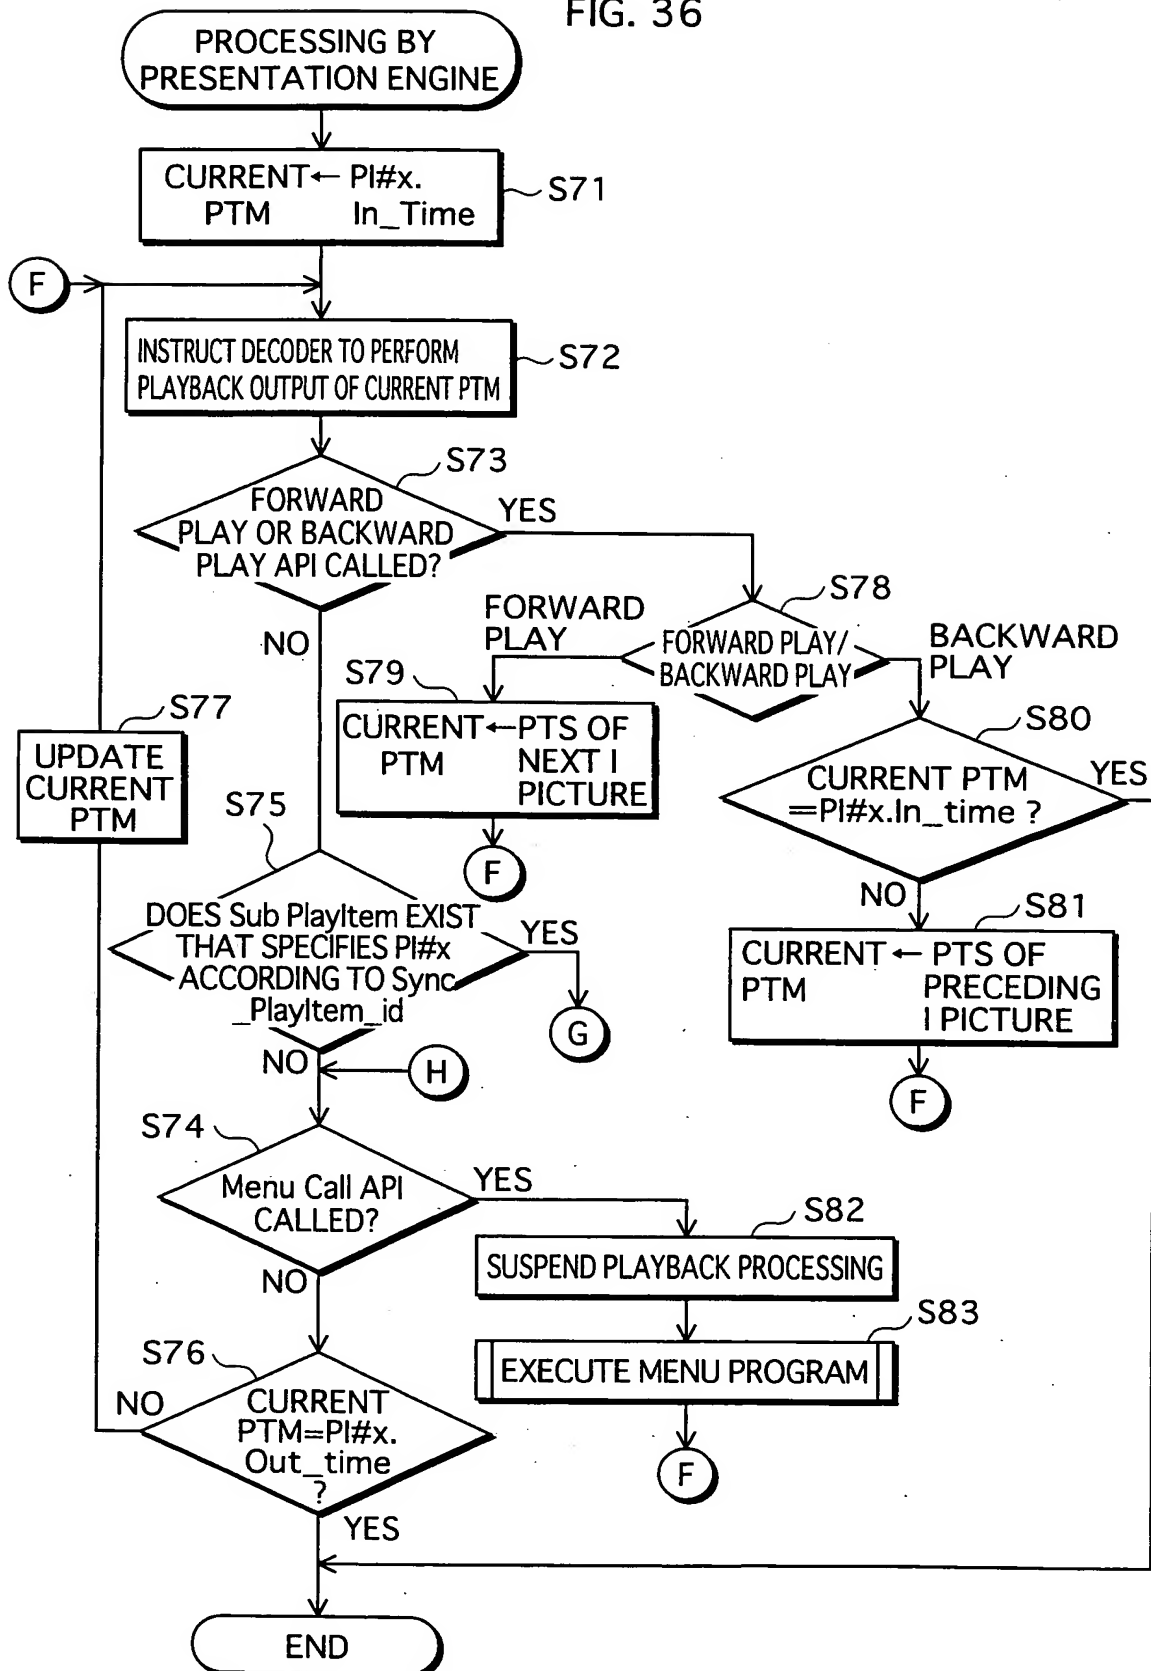 FIG. 36
PROCESSING BY
PRESENTATION ENGINE
CURRENT ← PI#x.
PTM In_Time
S71
F
INSTRUCT DECODER TO PERFORM
PLAYBACK OUTPUT OF CURRENT PTM
S72
S73
FORWARD
PLAY OR BACKWARD
PLAY API CALLED?
YES
NO
S78
FORWARD PLAY/
BACKWARD PLAY
FORWARD
PLAY
BACKWARD
PLAY
S79
CURRENT ← PTS OF
PTM NEXT I
PICTURE
F
S80
CURRENT PTM
=PI#x.In_time ?
YES
NO
S81
CURRENT ← PTS OF
PTM PRECEDING
I PICTURE
F
S77
UPDATE
CURRENT
PTM
S75
DOES Sub PlayItem EXIST
THAT SPECIFIES PI#x
ACCORDING TO Sync
_PlayItem_id
YES
G
NO
H
S74
Menu Call API
CALLED?
YES
NO
S82
SUSPEND PLAYBACK PROCESSING
S83
EXECUTE MENU PROGRAM
F
S76
NO
CURRENT
PTM=PI#x.
Out_time
?
YES
END